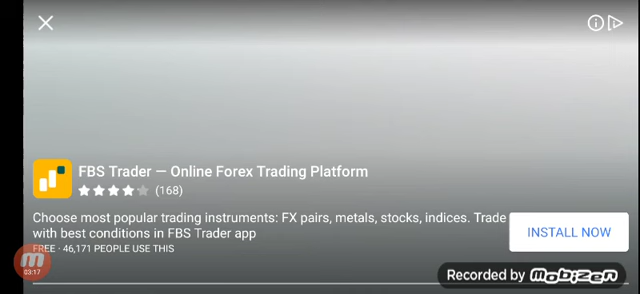 FBS Trader — Online Forex Trading Platform
(168)
Choose most popular trading instruments: FX pairs, metals, stocks, indices. Trade
with best conditions in FBS Trader app
INSTALL NOW
FREE · 46,171 PEOPLE USE THIS
03:17
Recorded by mobizen